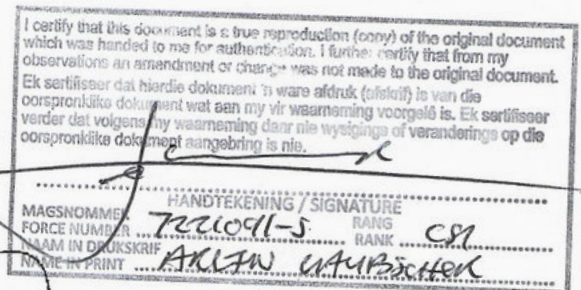 I certify that this document is a true reproduction (copy) of the original document
which was handed to me for authentication. I further certify that from my
observations an amendment or change was not made to the original document.
Ek sertifiseer dat hierdie dokument 'n ware afdruk (afskrif) is van die
oorspronklike dokument wat aan my vir waarneming voorgelê is. Ek sertifiseer
verder dat volgens my waarneming daar nie wysigings of veranderings op die
oorspronklike dokument aangebring is nie.
HANDTEKENING / SIGNATURE
MAGSNOMMER RANG
FORCE NUMBER 7221091-5 RANK
NAAM IN DRUKSKRIF
NAME IN PRINT